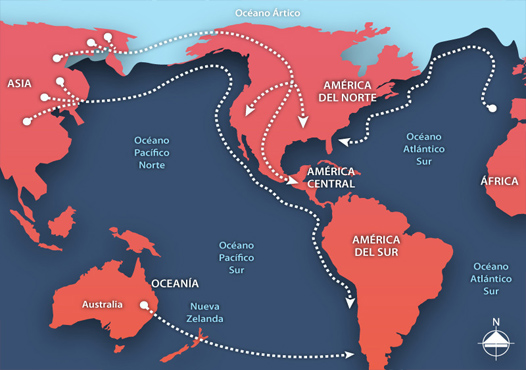 Océano Ártico
ASIA
AMÉRICA
DEL NORTE
Océano
Pacífico
Norte
Océano
Atlántico
Sur
AMÉRICA
CENTRAL
ÁFRICA
AMÉRICA
DEL SUR
Océano
Pacífico
Sur
OCEANÍA
Océano
Atlántico
Sur
Australia
Nueva
Zelanda
N